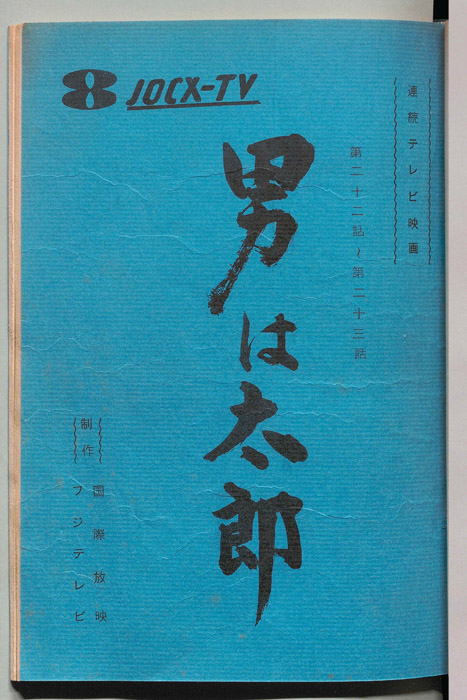 8 JOCX-TV
連続テレビ映画
第二十二話～第二十三話
男は太郎
制作
国際放映
フジテレビ